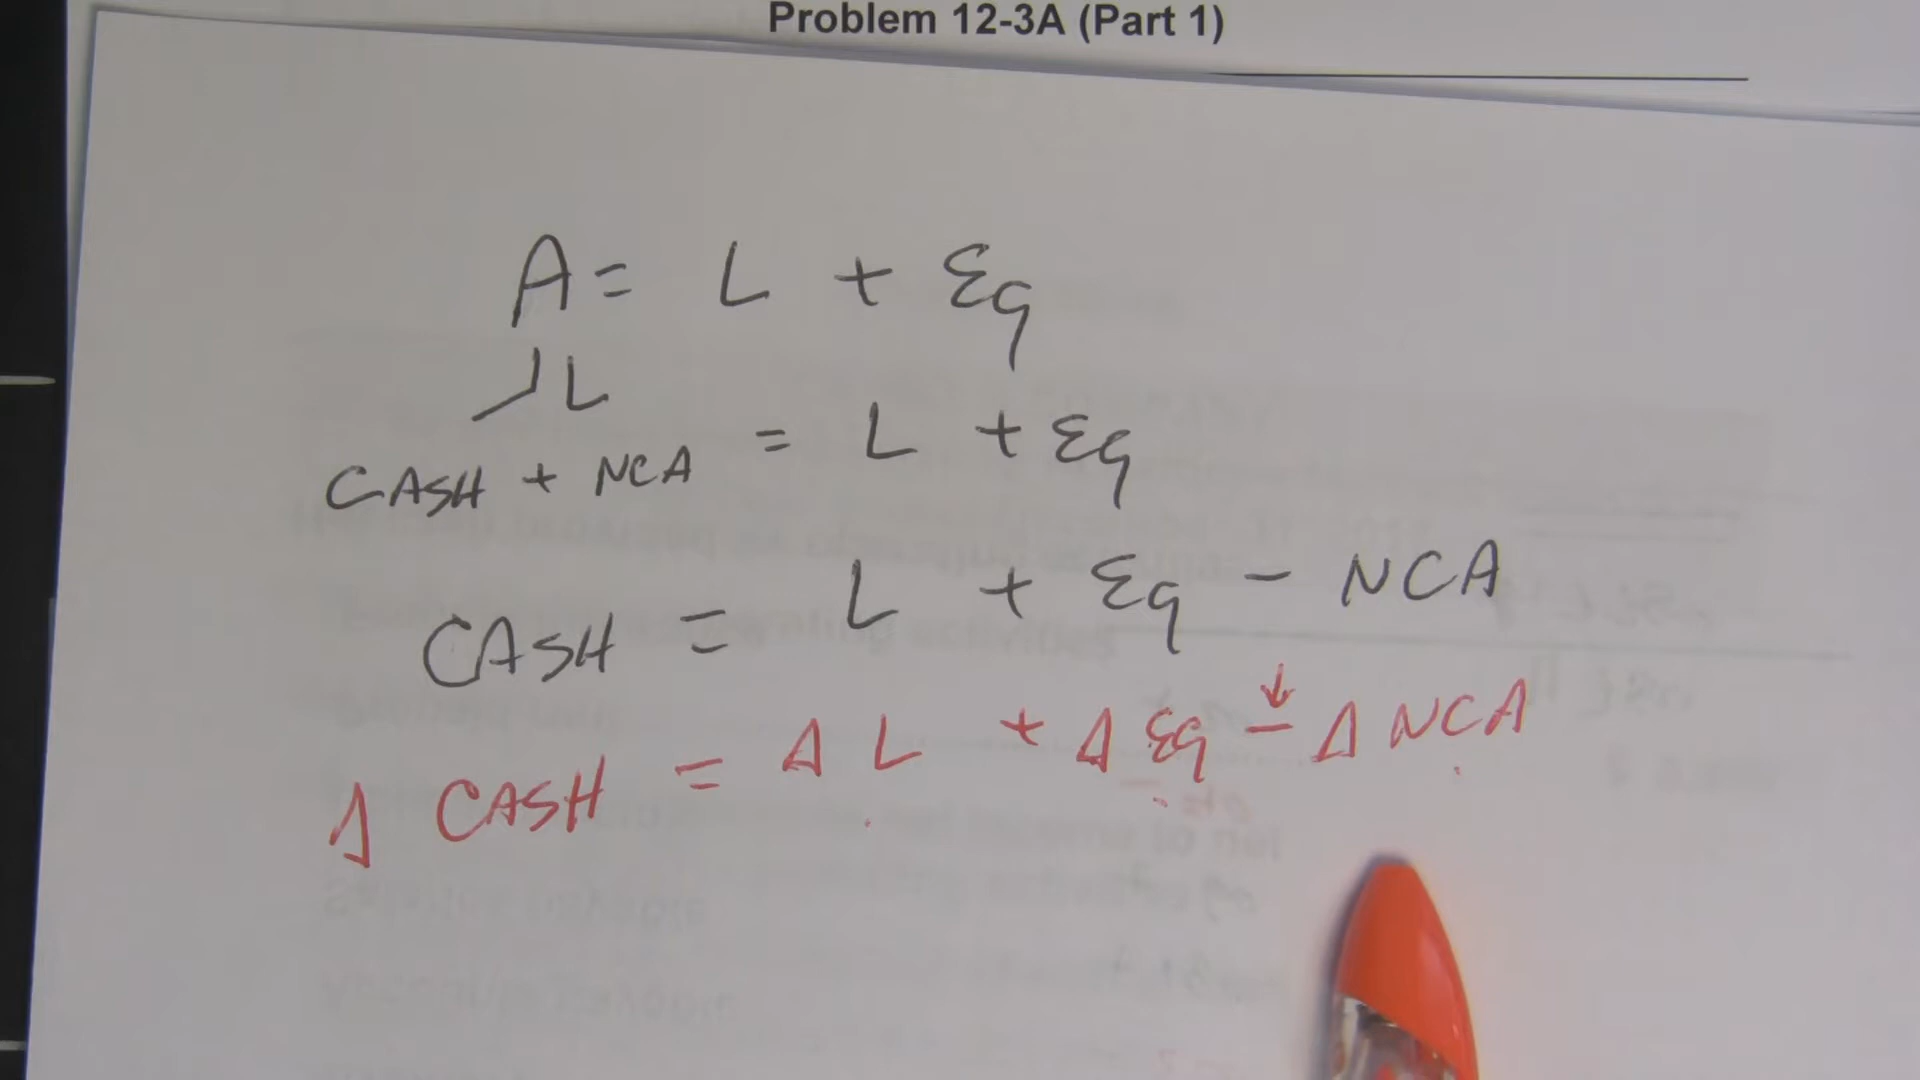 Problem 12-3A (Part 1)
A = L + Eq
CASH + NCA = L + Eq
CASH = L + Eq - NCA
Δ CASH = Δ L + Δ Eq - Δ NCA